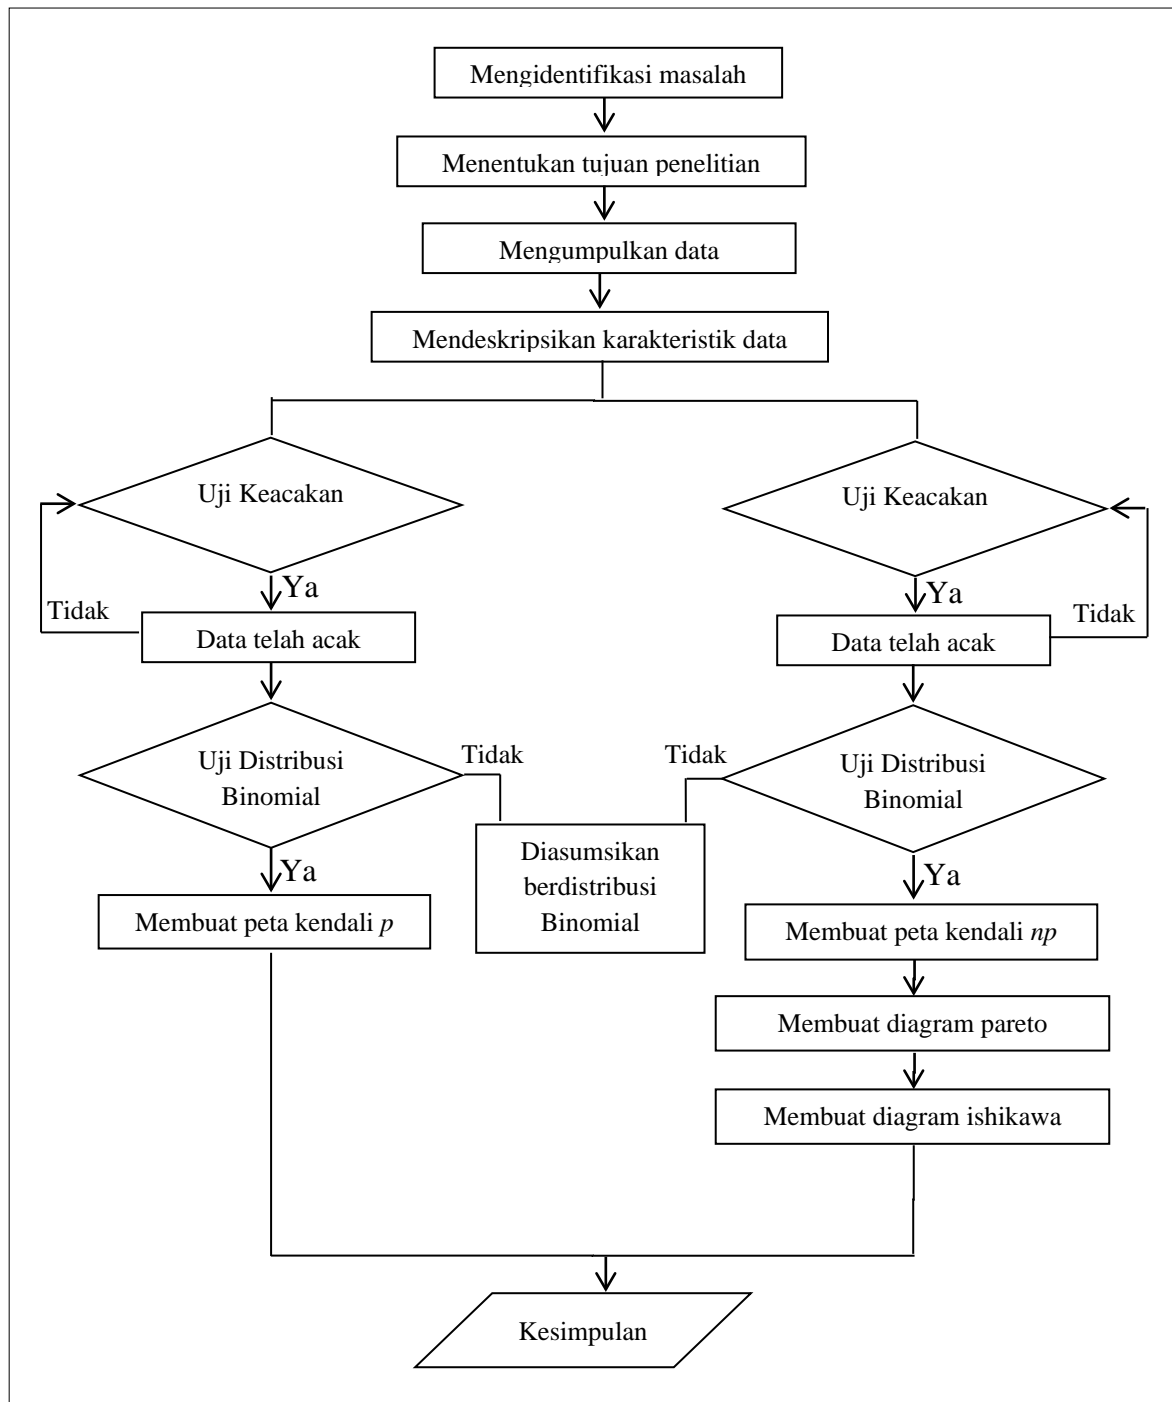 Mengidentifikasi masalah
Menentukan tujuan penelitian
Mengumpulkan data
Mendeskripsikan karakteristik data
Uji Keacakan
Uji Keacakan
Ya
Ya
Tidak
Tidak
Data telah acak
Data telah acak
Uji Distribusi
Binomial
Tidak
Tidak
Uji Distribusi
Binomial
Diasumsikan
berdistribusi
Binomial
Ya
Ya
Membuat peta kendali p
Membuat peta kendali np
Membuat diagram pareto
Membuat diagram ishikawa
Kesimpulan